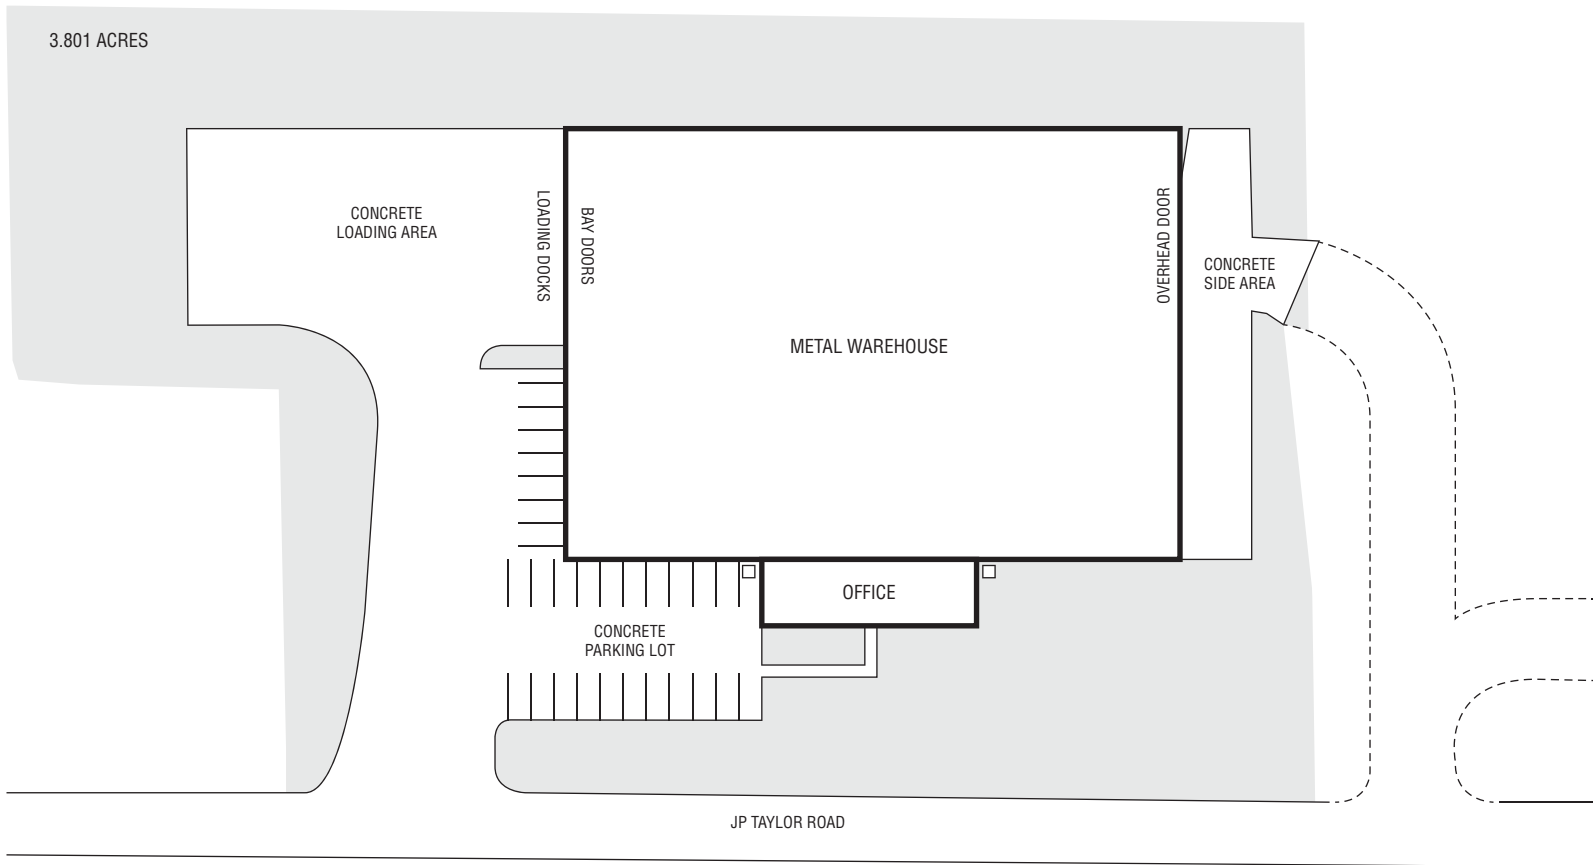 3.801 ACRES
CONCRETE
LOADING AREA
LOADING DOCKS
BAY DOORS
OVERHEAD DOOR
CONCRETE
SIDE AREA
METAL WAREHOUSE
OFFICE
CONCRETE
PARKING LOT
JP TAYLOR ROAD